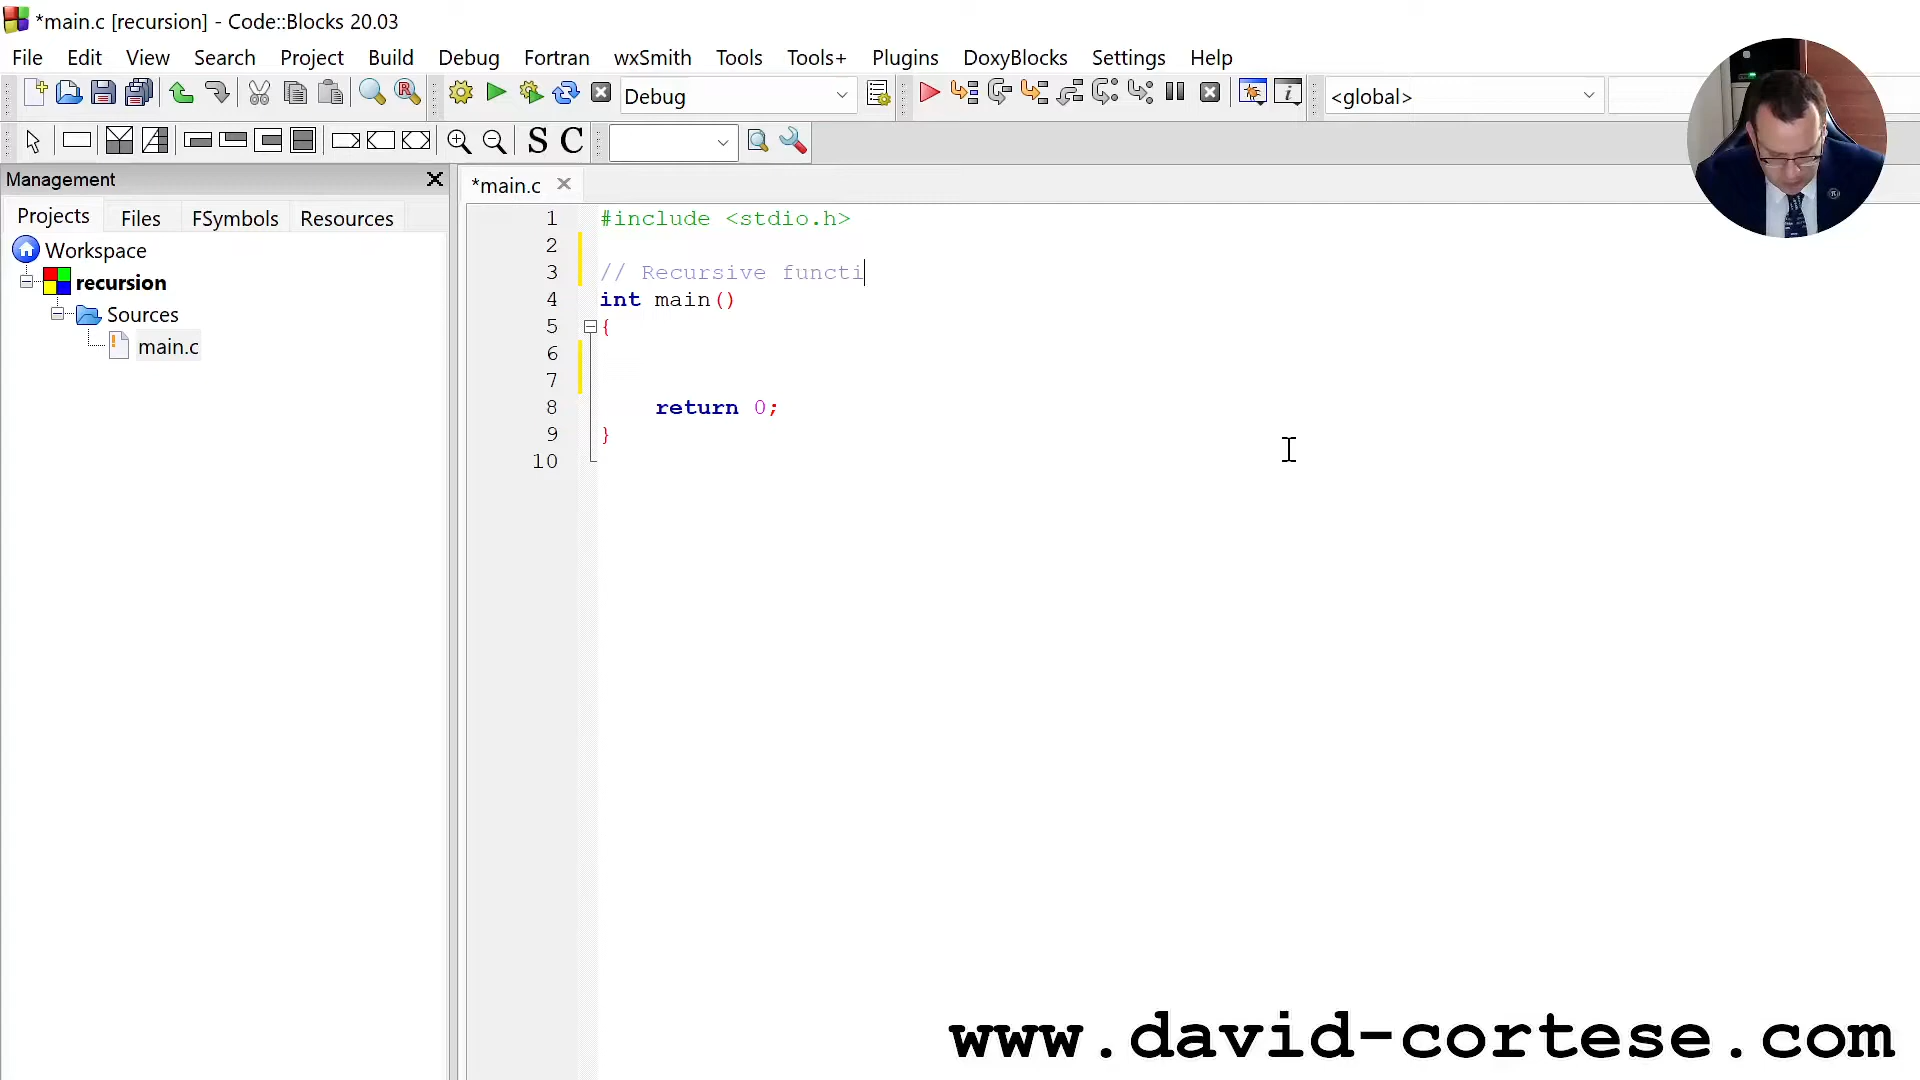 *main.c [recursion] - Code::Blocks 20.03
File Edit View Search Project Build Debug Fortran wxSmith Tools Tools+ Plugins DoxyBlocks Settings Help
Debug <global>
S C
Management
*main.c
Projects Files FSymbols Resources
Workspace
recursion
Sources
main.c
1 #include <stdio.h>
2
3 // Recursive functi
4 int main()
5 {
6
7
8 return 0;
9 }
10
www.david-cortese.com